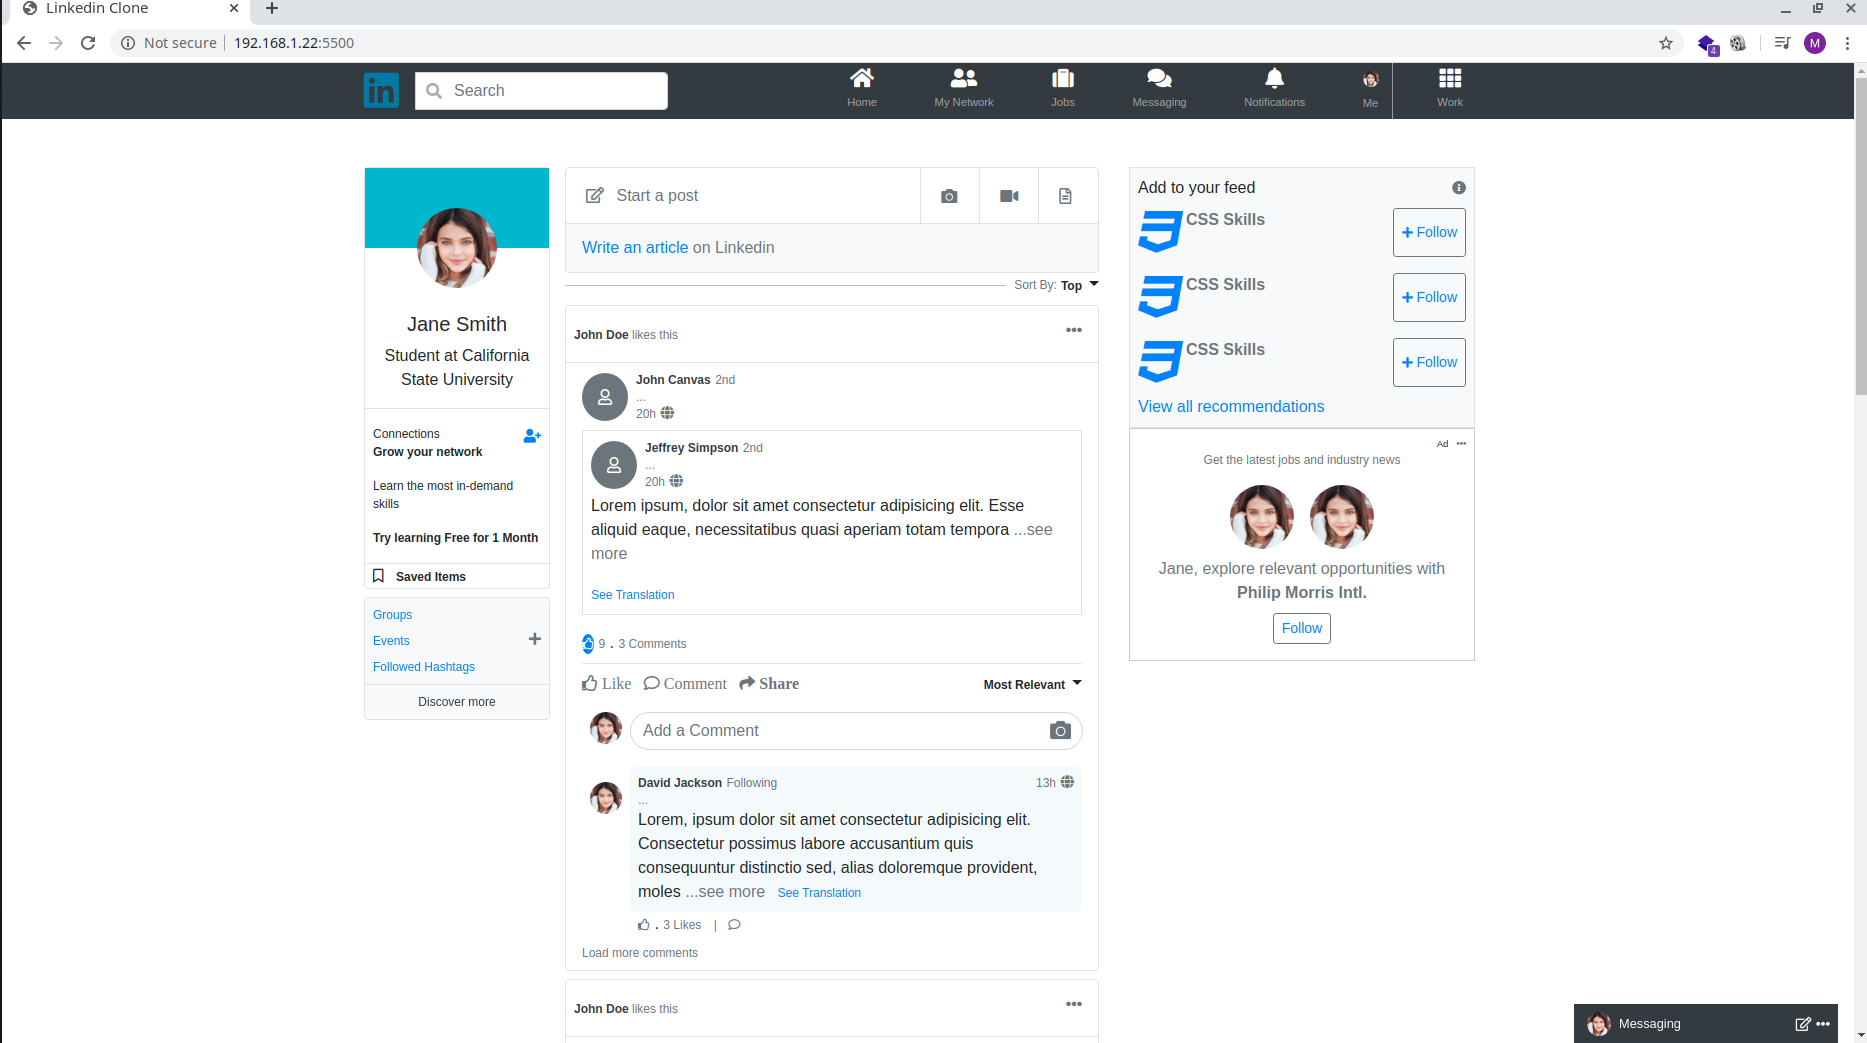 Linkedin Clone
Not secure 192.168.1.22:5500
4
M
in
Search
Home
My Network
Jobs
Messaging
Notifications
Me
Work
Jane Smith
Student at California
State University
Connections
Grow your network
Learn the most in-demand
skills
Try learning Free for 1 Month
Saved Items
Groups
Events
Followed Hashtags
Discover more
Start a post
Write an article on Linkedin
Sort By: Top
John Doe likes this
John Canvas 2nd
...
20h
Jeffrey Simpson 2nd
...
20h
Lorem ipsum, dolor sit amet consectetur adipisicing elit. Esse
aliquid eaque, necessitatibus quasi aperiam totam tempora ...see
more
See Translation
9 . 3 Comments
Like Comment Share
Most Relevant
Add a Comment
David Jackson Following 13h
...
Lorem, ipsum dolor sit amet consectetur adipisicing elit.
Consectetur possimus labore accusantium quis
consequuntur distinctio sed, alias doloremque provident,
moles ...see more See Translation
. 3 Likes |
Load more comments
John Doe likes this
Add to your feed
CSS Skills
Follow
CSS Skills
Follow
CSS Skills
Follow
View all recommendations
Ad
Get the latest jobs and industry news
Jane, explore relevant opportunities with
Philip Morris Intl.
Follow
Messaging